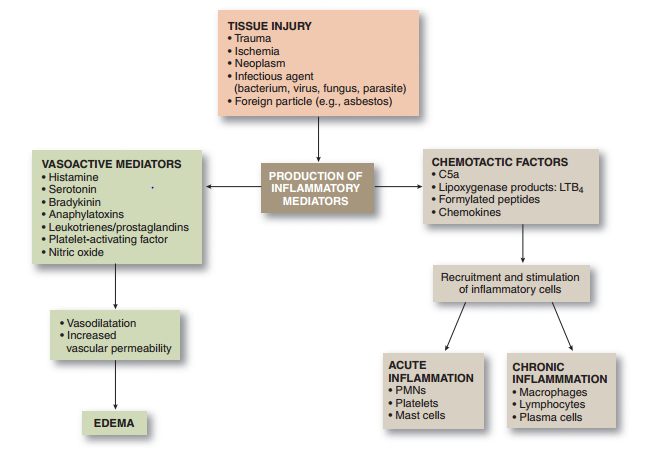 TISSUE INJURY
• Trauma
• Ischemia
• Neoplasm
• Infectious agent
(bacterium, virus, fungus, parasite)
• Foreign particle (e.g., asbestos)
VASOACTIVE MEDIATORS
• Histamine
• Serotonin
• Bradykinin
• Anaphylatoxins
• Leukotrienes/prostaglandins
• Platelet-activating factor
• Nitric oxide
PRODUCTION OF
INFLAMMATORY
MEDIATORS
CHEMOTACTIC FACTORS
• C5a
• Lipoxygenase products: LTB₄
• Formylated peptides
• Chemokines
Recruitment and stimulation
of inflammatory cells
• Vasodilatation
• Increased
vascular permeability
EDEMA
ACUTE
INFLAMMATION
• PMNs
• Platelets
• Mast cells
CHRONIC
INFLAMMMATION
• Macrophages
• Lymphocytes
• Plasma cells